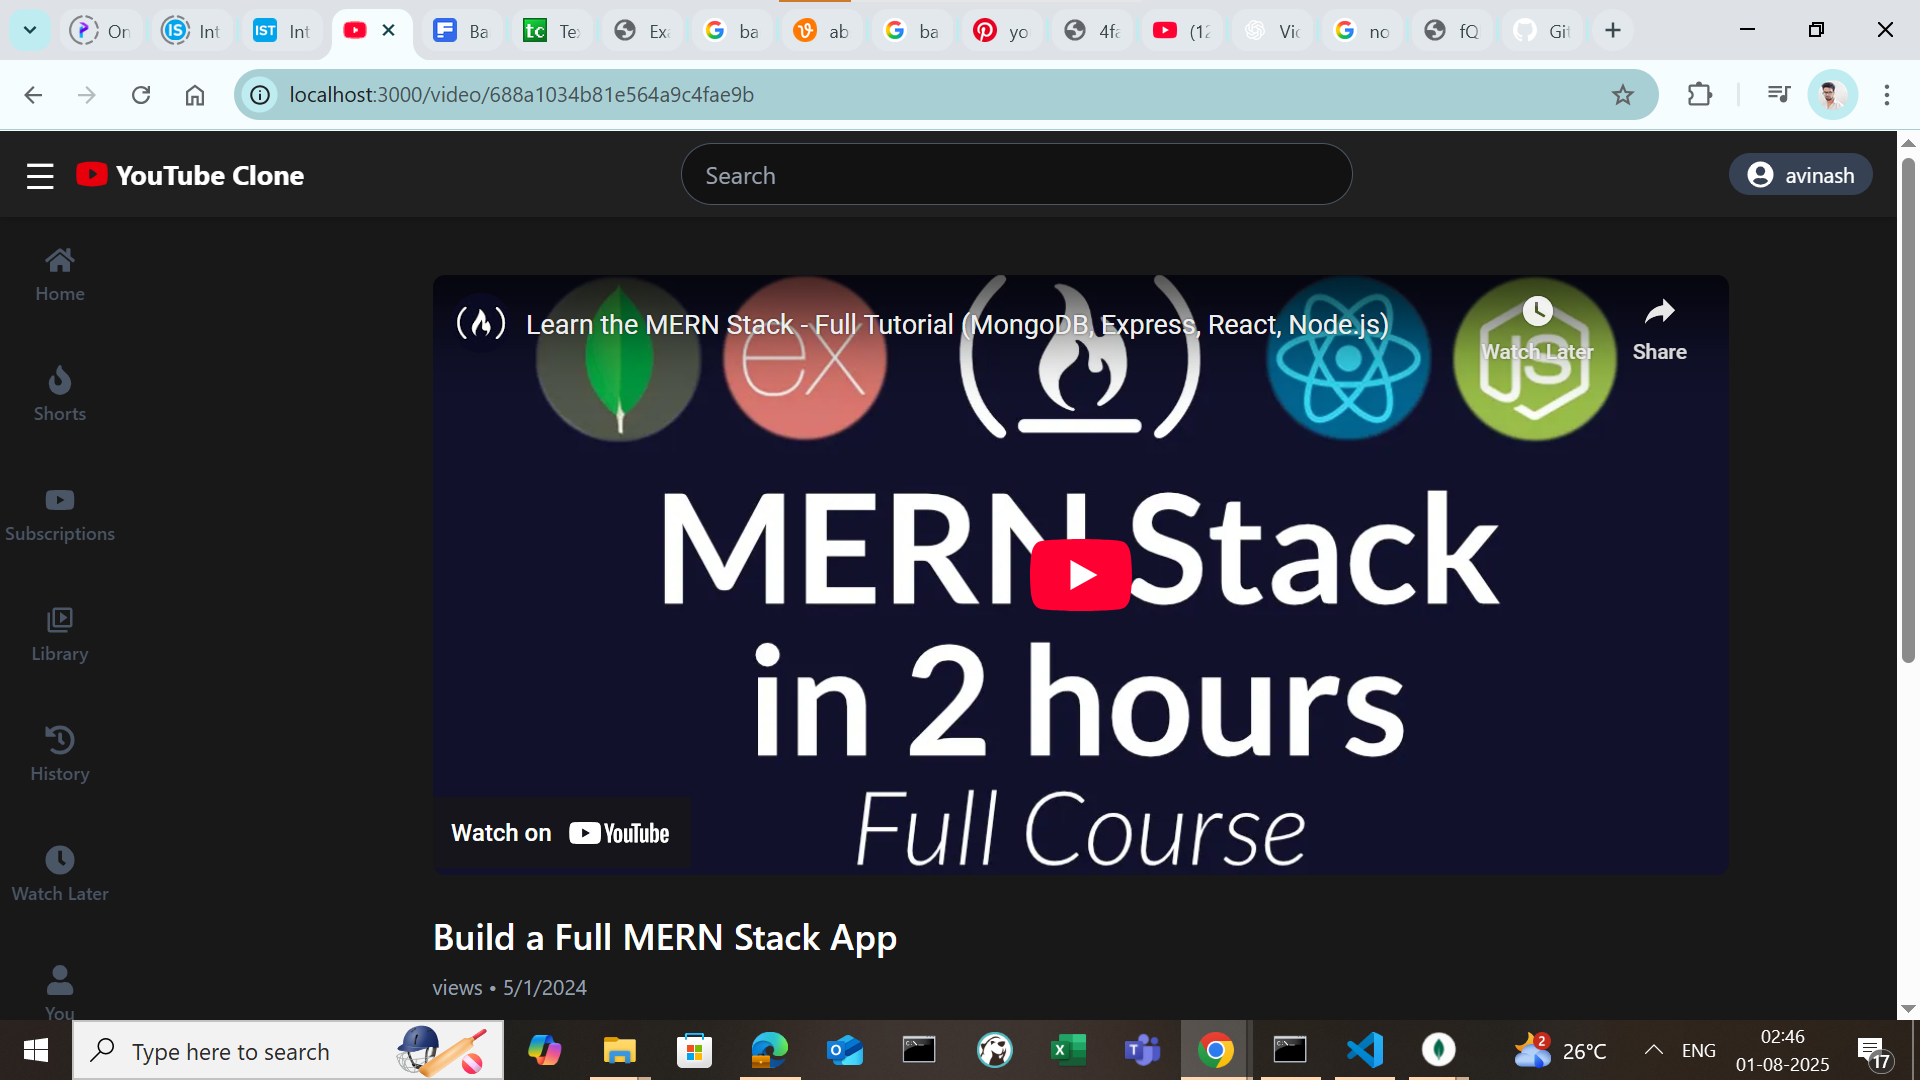 On
Int
IST
Int
Ba
tc
Te
Ex
ba
ab
ba
yo
4fa
(12
Vic
no
fQ
Git
localhost:3000/video/688a1034b81e564a9c4fae9b
YouTube Clone
Search
avinash
Home
Shorts
Subscriptions
Library
History
Watch Later
You
Learn the MERN Stack - Full Tutorial (MongoDB, Express, React, Node.js)
Watch Later
Share
ex
JS
MERN Stack
in 2 hours
Full Course
Watch on YouTube
Build a Full MERN Stack App
views • 5/1/2024
Type here to search
2
26°C
ENG
02:46
01-08-2025
17